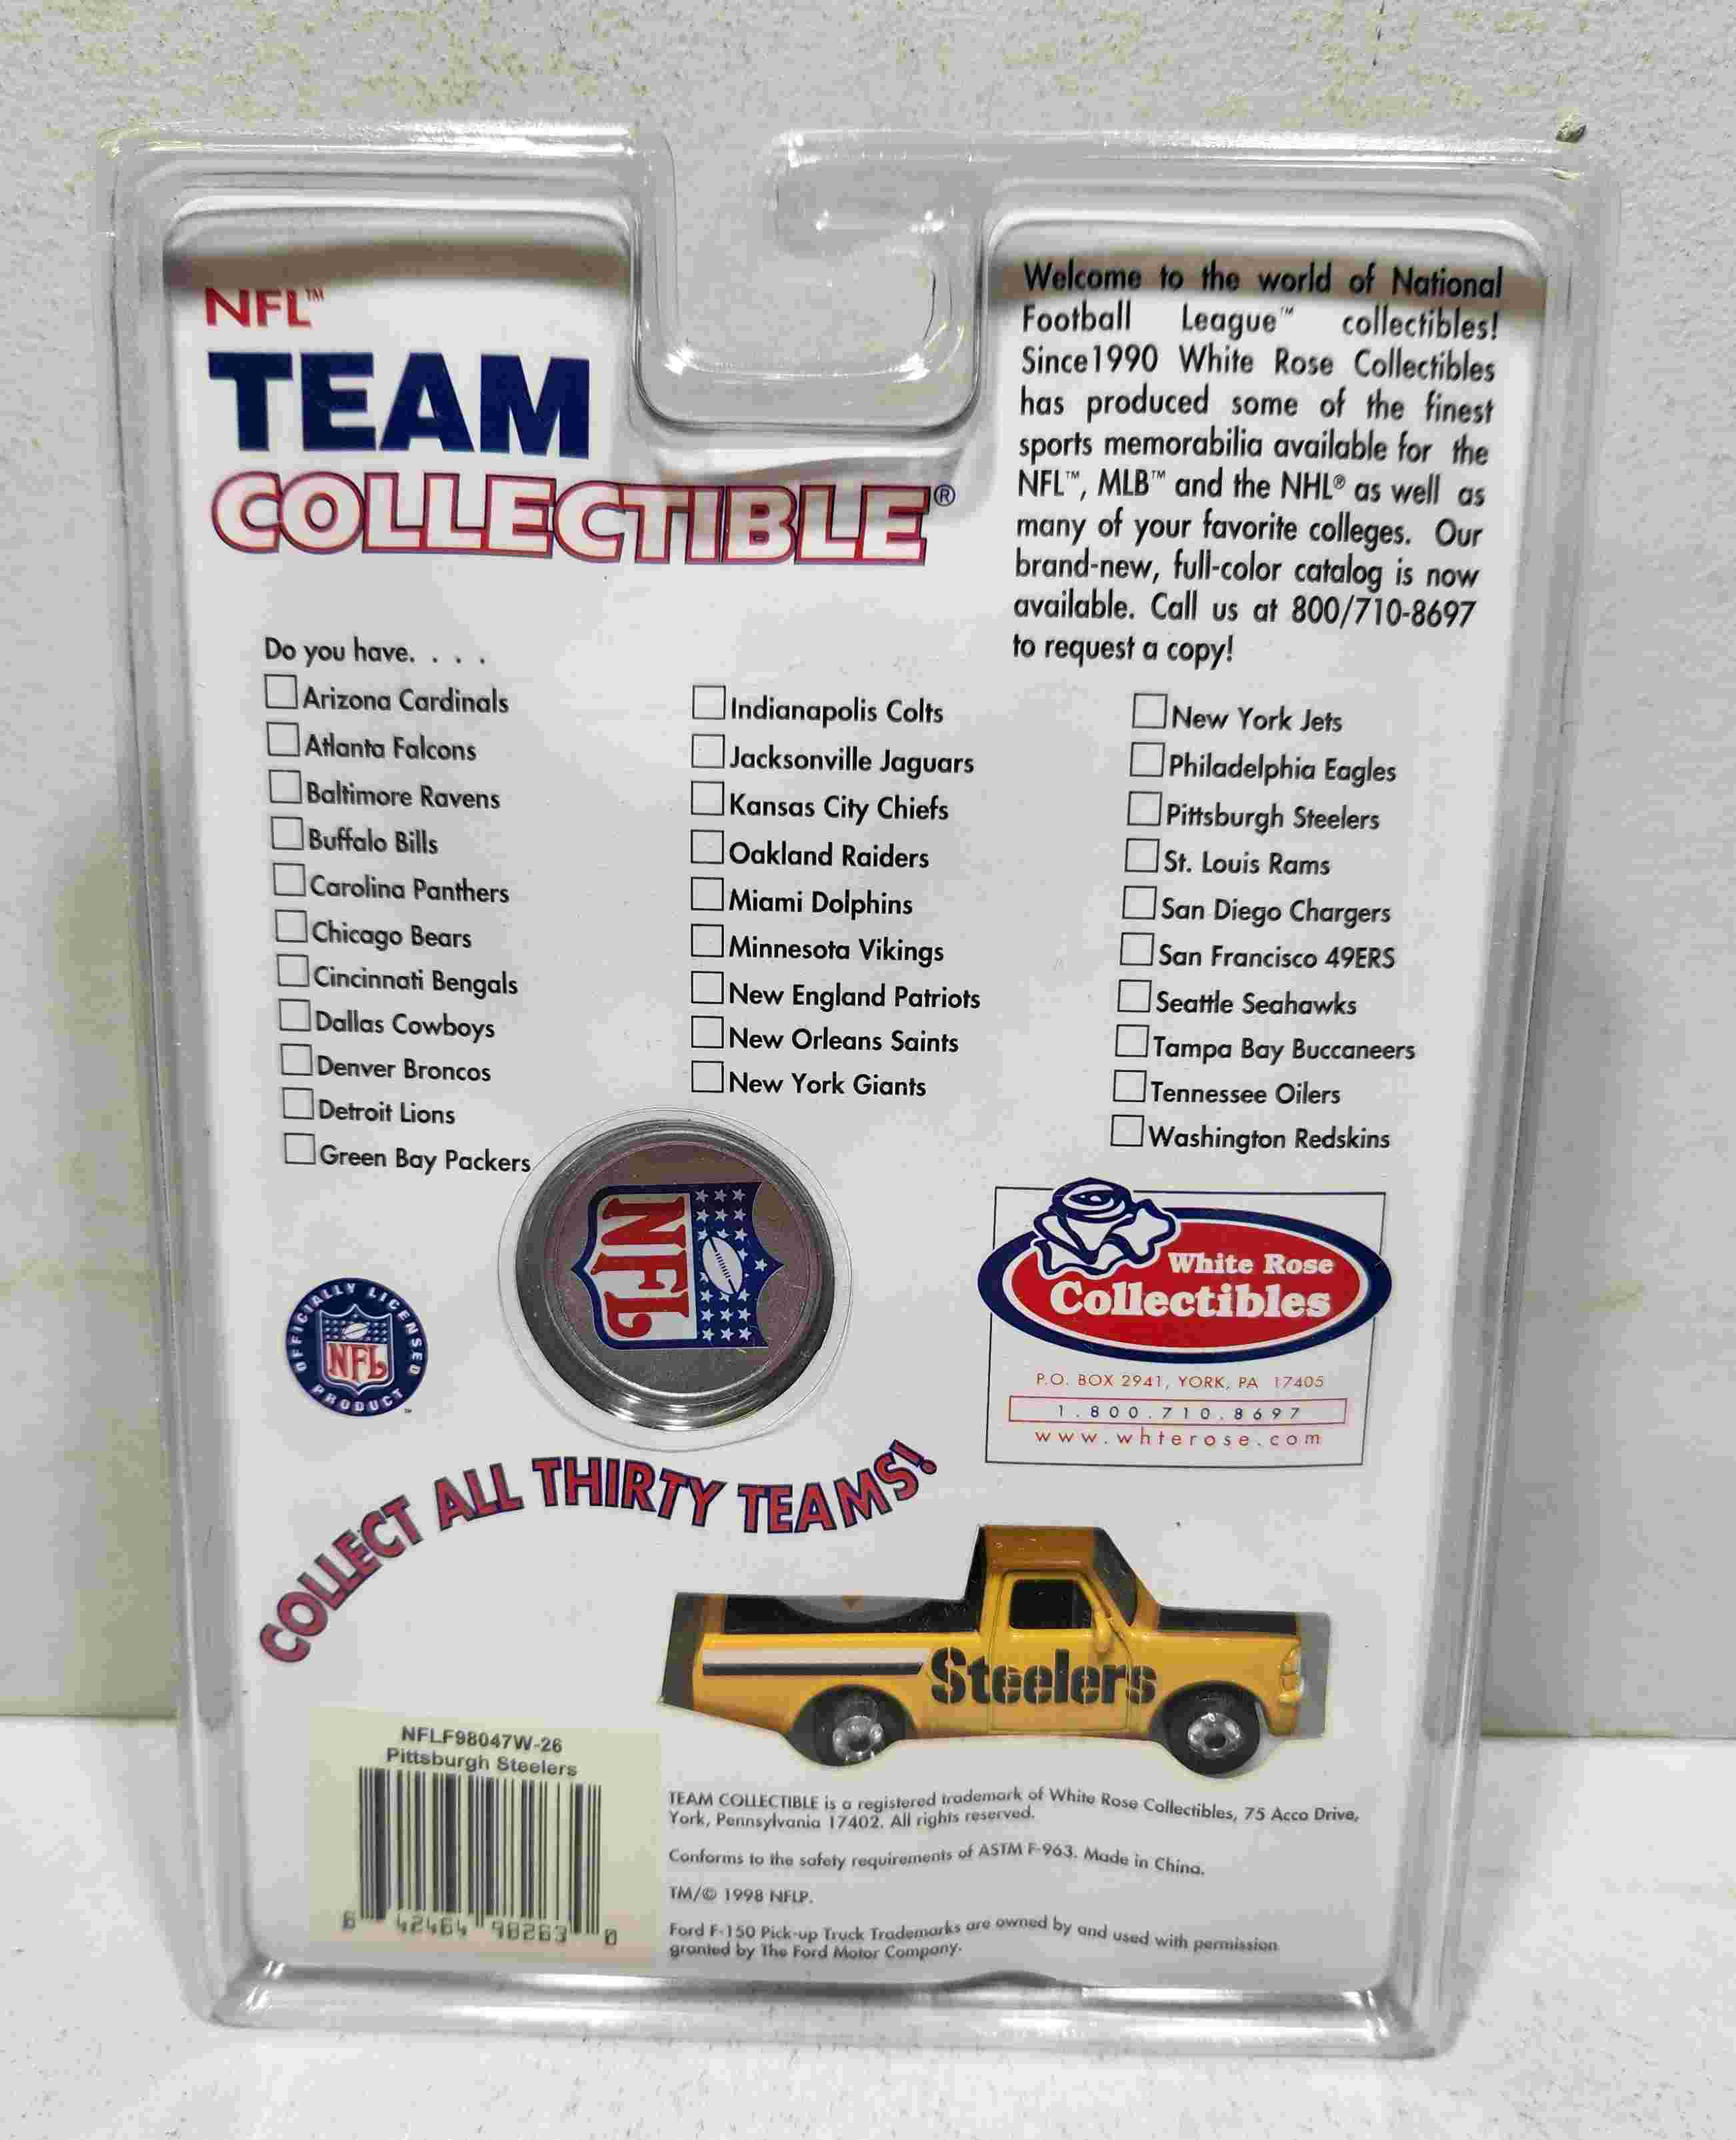 NFL™
TEAM
COLLECTIBLE®
Welcome to the world of National
Football League™ collectibles!
Since1990 White Rose Collectibles
has produced some of the finest
sports memorabilia available for the
NFL™, MLB™ and the NHL® as well as
many of your favorite colleges. Our
brand-new, full-color catalog is now
available. Call us at 800/710-8697
to request a copy!
Do you have. . . .
Arizona Cardinals
Atlanta Falcons
Baltimore Ravens
Buffalo Bills
Carolina Panthers
Chicago Bears
Cincinnati Bengals
Dallas Cowboys
Denver Broncos
Detroit Lions
Green Bay Packers
Indianapolis Colts
Jacksonville Jaguars
Kansas City Chiefs
Oakland Raiders
Miami Dolphins
Minnesota Vikings
New England Patriots
New Orleans Saints
New York Giants
New York Jets
Philadelphia Eagles
Pittsburgh Steelers
St. Louis Rams
San Diego Chargers
San Francisco 49ERS
Seattle Seahawks
Tampa Bay Buccaneers
Tennessee Oilers
Washington Redskins
OFFICIALLY LICENSED
NFL
PRODUCT™
NFL
White Rose
Collectibles
P.O. BOX 2941, YORK, PA 17405
1.800.710.8697
www.whterose.com
COLLECT ALL THIRTY TEAMS!
Steelers
NFLF98047W-26
Pittsburgh Steelers
6 42464 98263 0
TEAM COLLECTIBLE is a registered trademark of White Rose Collectibles, 75 Acco Drive,
York, Pennsylvania 17402. All rights reserved.
Conforms to the safety requirements of ASTM F-963. Made in China.
TM/© 1998 NFLP.
Ford F-150 Pick-up Truck Trademarks are owned by and used with permission
granted by The Ford Motor Company.